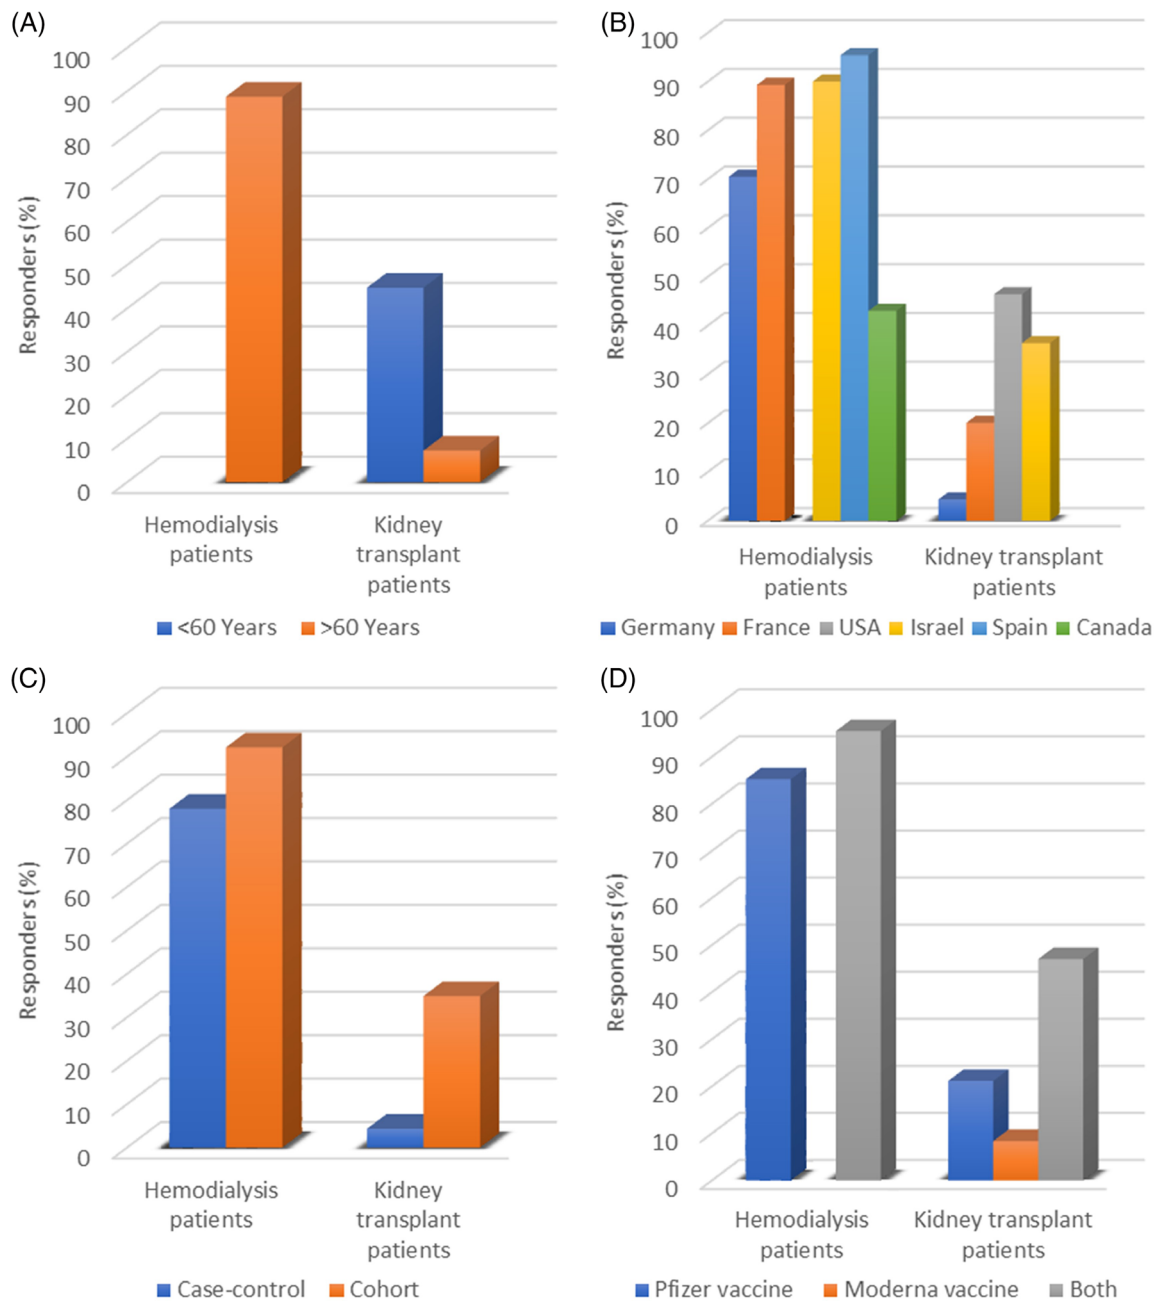 (A)
100
90
80
70
60
50
40
30
20
10
0
Responders (%)
Hemodialysis
patients
Kidney
transplant
patients
<60 Years >60 Years
(B)
100
90
80
70
60
50
40
30
20
10
0
Responders (%)
Hemodialysis
patients
Kidney transplant
patients
Germany France USA Israel Spain Canada
(C)
100
90
80
70
60
50
40
30
20
10
0
Responders (%)
Hemodialysis
patients
Kidney
transplant
patients
Case-control Cohort
(D)
100
90
80
70
60
50
40
30
20
10
0
Responders (%)
Hemodialysis
patients
Kidney transplant
patients
Pfizer vaccine Moderna vaccine Both